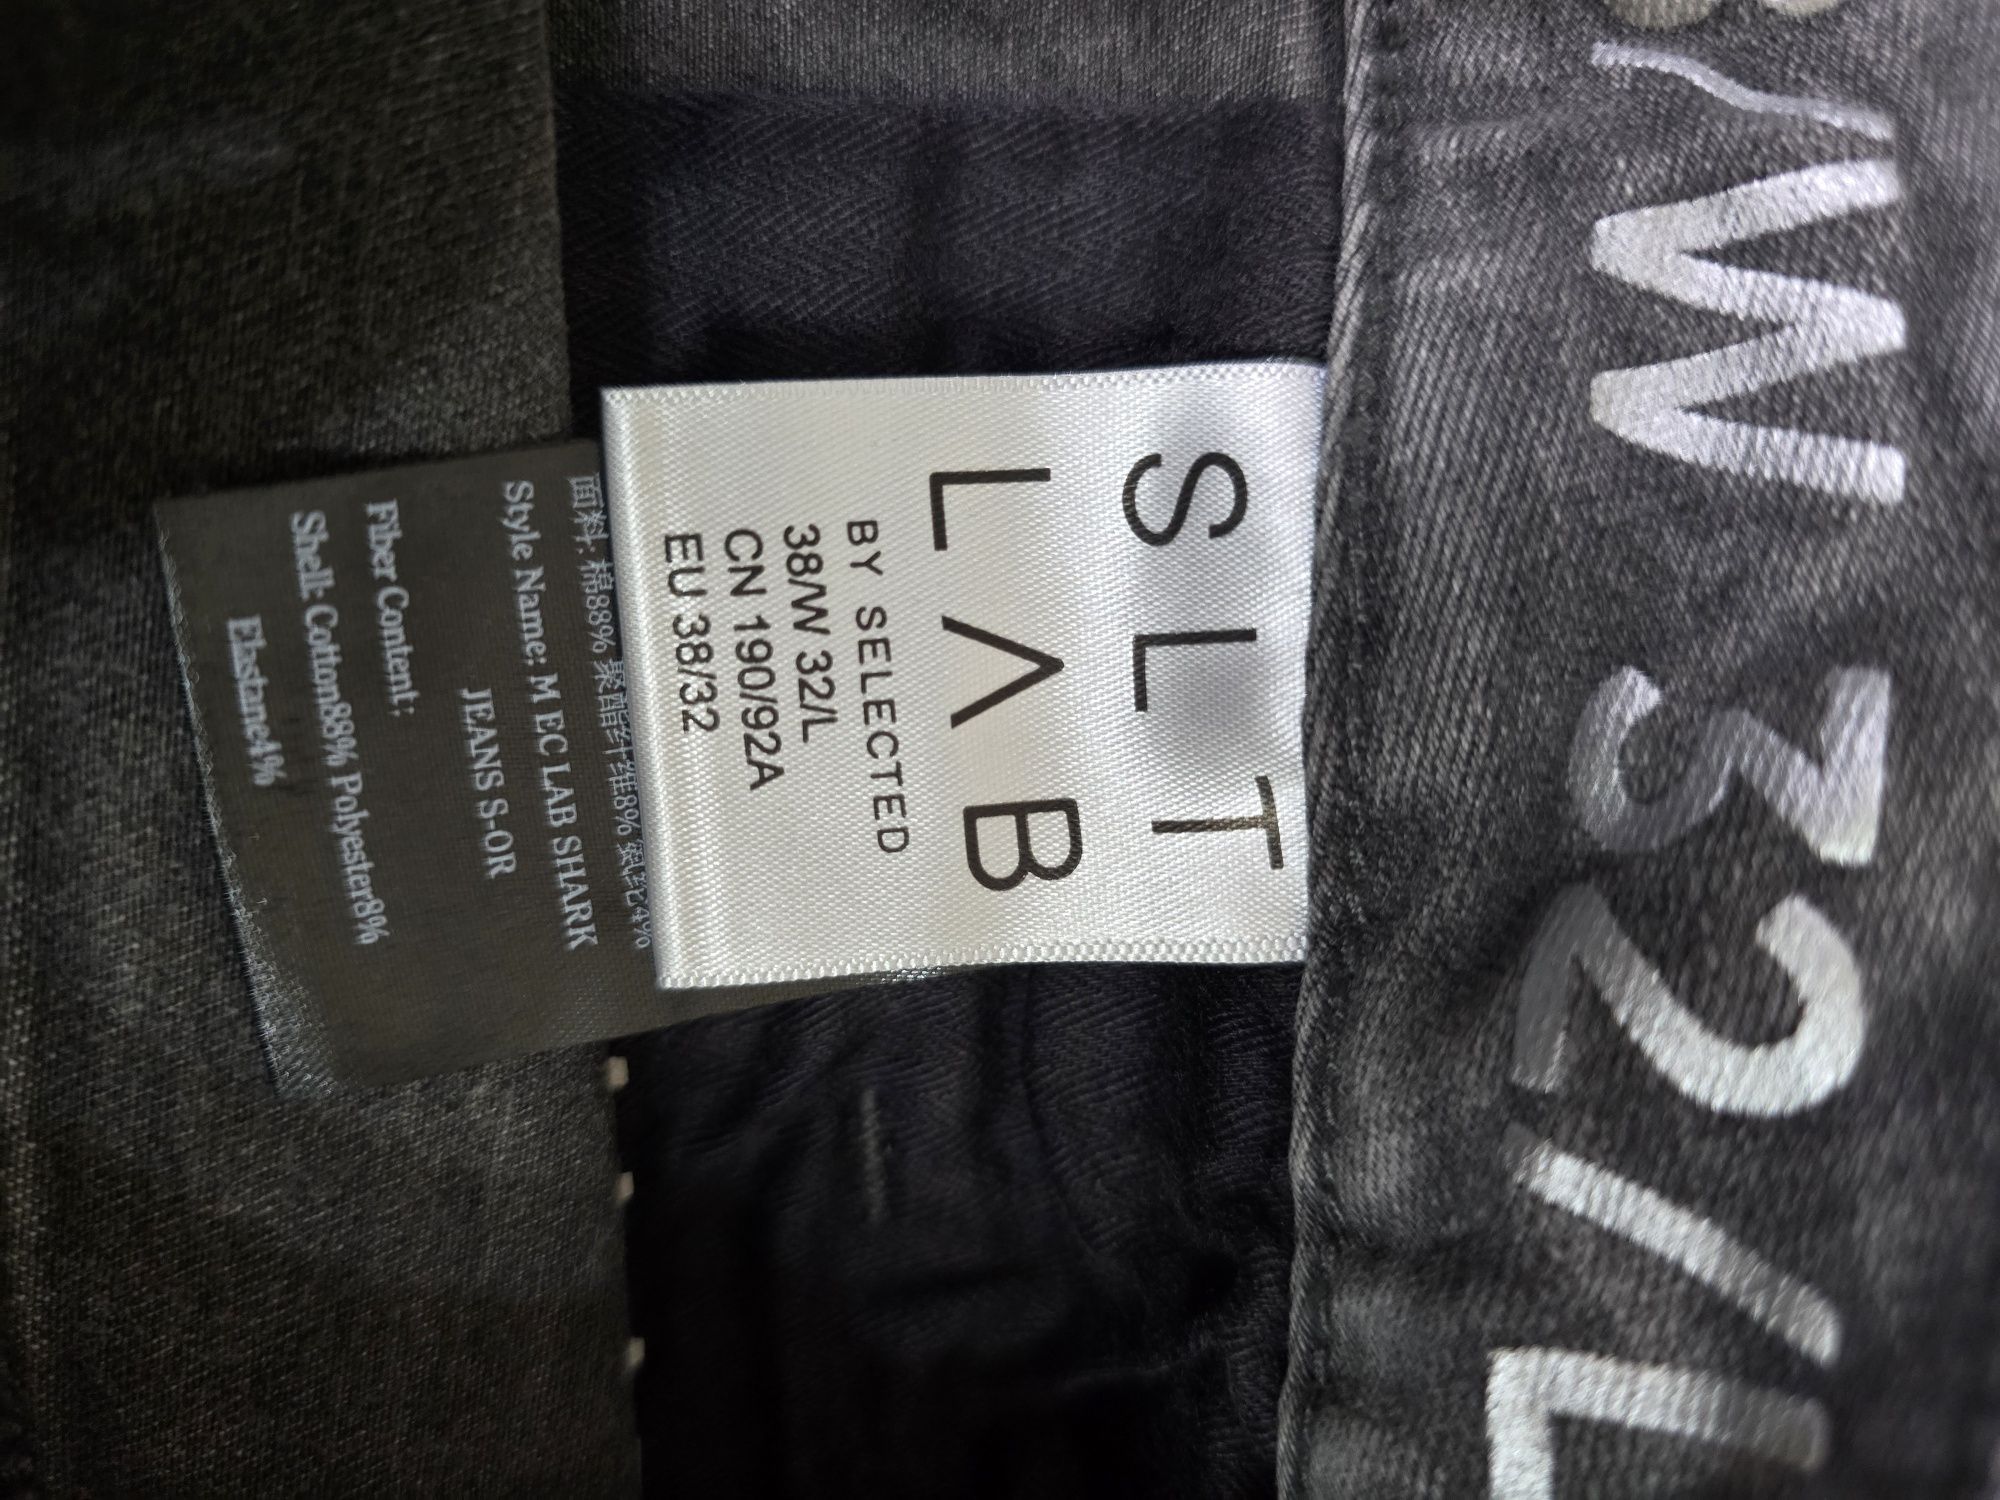 8/W 32/L
SLT
LAB
BY SELECTED
38/W 32/L
CN 190/92A
EU 38/32
面料: 棉88% 聚酯纤维8% 氨纶4%
Style Name: M EC LAB SHARK
JEANS S-OR
Fiber Content:
Shell: Cotton88% Polyester8%
Elastane4%